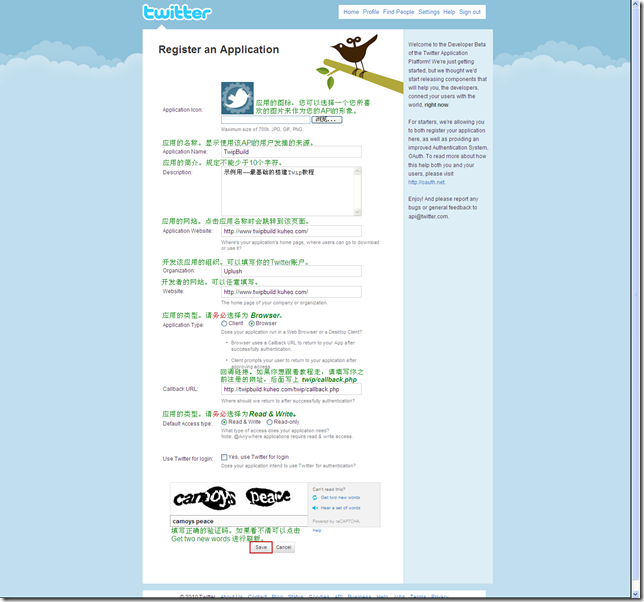 twitter
Home Profile Find People Settings Help Sign out
Register an Application
应用的图标。您可以选择一个您所喜
欢的图片来作为您的API的形象。
Application Icon:
浏览...
Maximum size of 700k. JPG, GIF, PNG.
应用的名称。显示使用该API的用户发推的来源。
Application Name: TwipBuild
应用的简介。规定不能少于10个字符。
Description: 示例用——最基础的搭建Twip教程
应用的网站。点击应用名称时会跳转到该页面。
Application Website: http://www.twipbuild.kuheo.com/
Where's your application's home page, where users can go to download
or use it?
开发该应用的组织。可以填写你的Twitter账户。
Organization: Uplush
开发者的网站。可以任意填写。
Website: http://www.twipbuild.kuheo.com/
The home page of your company or organization.
应用的类型。请务必选择为 Browser。
Application Type: Client Browser
Does your application run in a Web Browser or a Desktop Client?
Browser uses a Callback URL to return to your App after
successfully authentication.
Client prompts your user to return to your application after
approving access.
回调链接。如果你想跟着教程走，请填写你之
前注册的网址，后面写上 twip/callback.php
Callback URL: http://twipbuild.kuheo.com/twip/callback.php
Where should we return to after successfully authentication?
应用的类型。请务必选择为Read & Write。
Default Access type: Read & Write Read-only
What type of access does your application need?
Note: @Anywhere applications require read & write access.
Use Twitter for login: Yes, use Twitter for login
Does your application intend to use Twitter for authentication?
camoys peace
Can't read this?
Get two new words
Hear a set of words
Powered by reCAPTCHA.
Help
camoys peace
填写正确的验证码。如果看不清可以点击
Get two new words 进行刷新。
Save Cancel
Welcome to the Developer Beta
of the Twitter Application
Platform! We're just getting
started, but we thought we'd
start releasing components that
will help you, the developers,
connect your users with the
world, right now.
For starters, we're allowing you
to both register your application
here, as well as providing an
improved Authentication System,
OAuth. To read more about how
this help both you and your
users, please visit
http://oauth.net.
Enjoy! And please report any
bugs or general feedback to
api@twitter.com.
© 2010 Twitter About Us Contact Blog Status Goodies API Business Help Jobs Terms Privacy